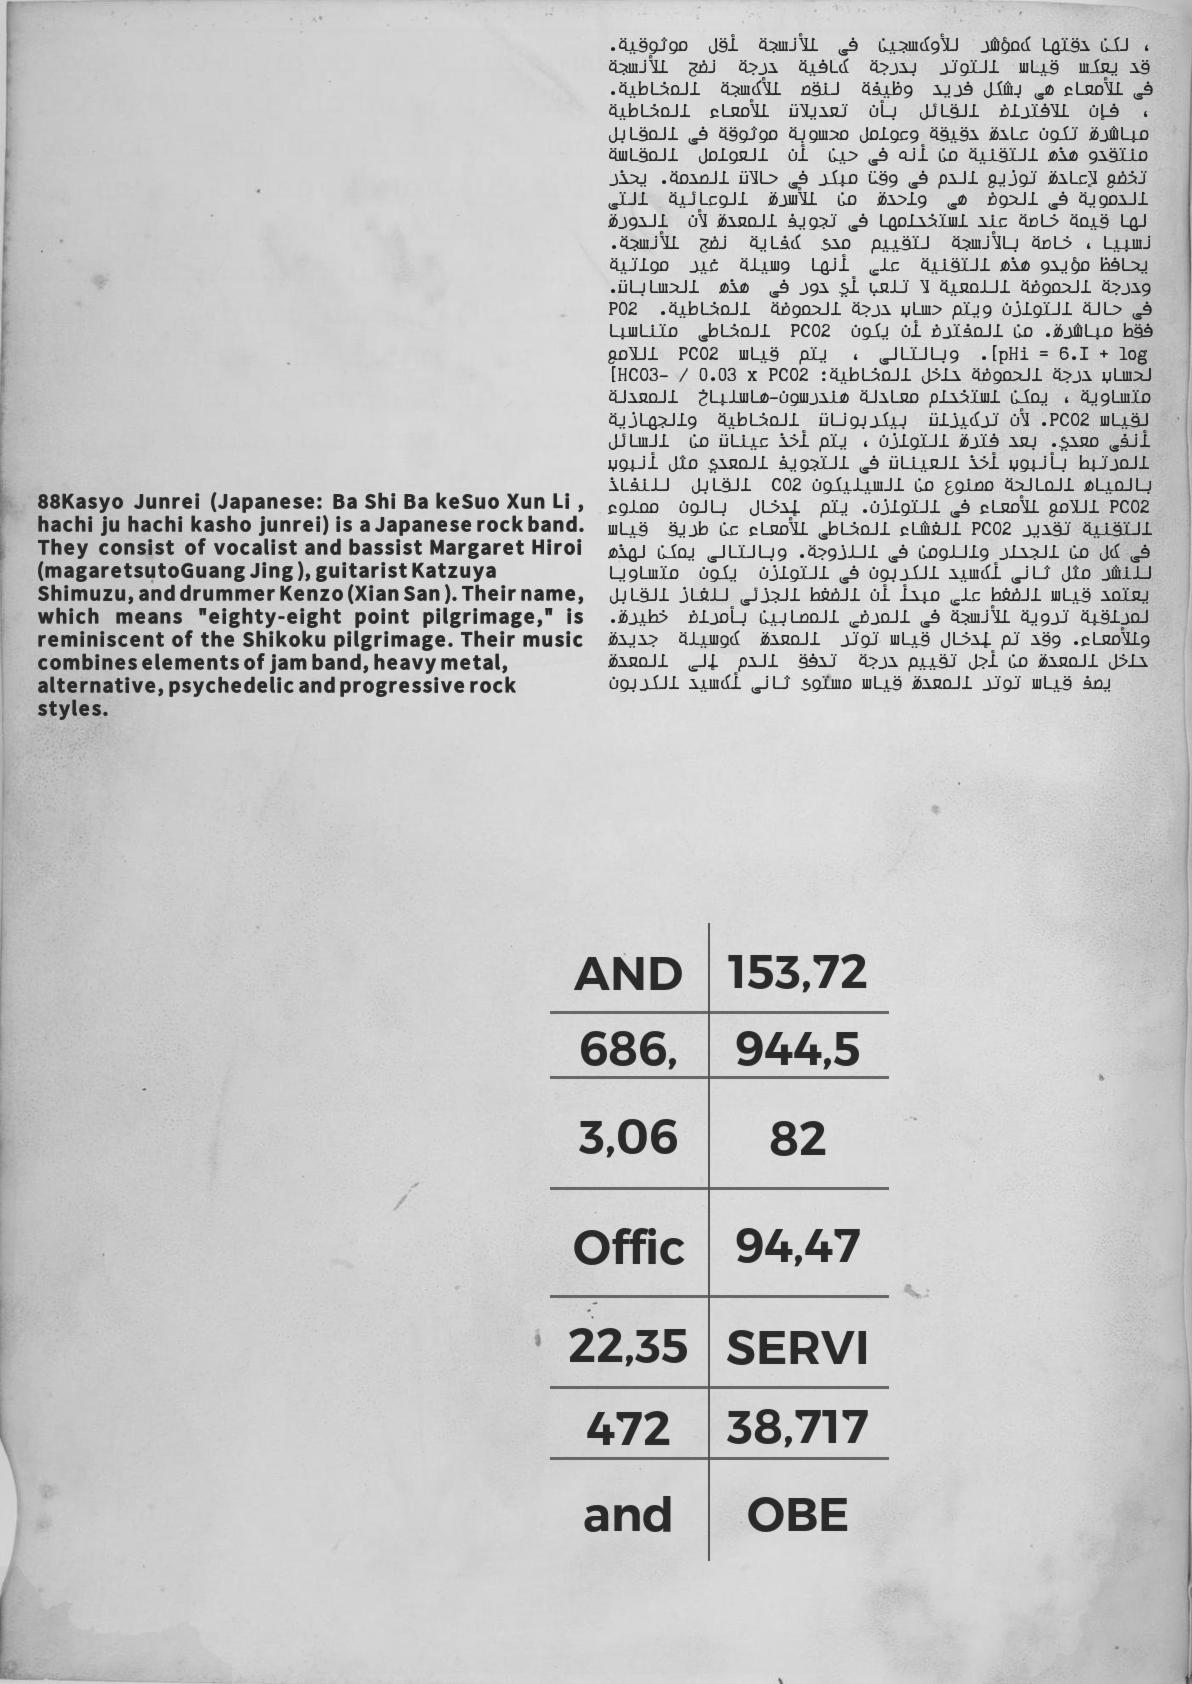 88Kasyo Junrei (Japanese: Ba Shi Ba keSuo Xun Li ,
hachi ju hachi kasho junrei) is a Japanese rock band.
They consist of vocalist and bassist Margaret Hiroi
(magaretsutoGuang Jing ), guitarist Katzuya
Shimuzu, and drummer Kenzo (Xian San ). Their name,
which means "eighty-eight point pilgrimage," is
reminiscent of the Shikoku pilgrimage. Their music
combines elements of jam band, heavy metal,
alternative, psychedelic and progressive rock
styles.
، لكن دقتها كمؤشر للأوكسجين في الأنسجة أقل موثوقية.
قد يعكس قياس التوتر بدرجة كافية درجة نضح الأنسجة
في الأمعاء هي بشكل فريد وظيفة لنقص الأكسجة المخاطية.
، فإن الافتراض القائل بأن تعديلات الأمعاء المخاطية
مباشرة تكون عادة دقيقة وعوامل محسوبة موثوقة في المقابل
منتقدو هذه التقنية من أنه في حين أن العوامل المقاسة
تخضع لإعادة توزيع الدم في وقت مبكر في حالات الصدمة. يحذر
الدموية في الحوض هي واحدة من الأسرة الوعائية التي
لها قيمة خاصة عند استخدامها في تجويف المعدة لأن الدورة
نسبيا ، خاصة بالأنسجة لتقييم مدى كفاية نضح الأنسجة.
يحافظ مؤيدو هذه التقنية على أنها وسيلة غير مواتية
ودرجة الحموضة اللمعية لا تلعب أي دور في هذه الحسابات.
في حالة التوازن ويتم حساب درجة الحموضة المخاطية. PO2
فقط مباشرة. من المفترض أن يكون PCO2 المخاطي متناسبا
[pHi = 6.I + log. وبالتالي ، يتم قياس PCO2 اللامع
لحساب درجة الحموضة داخل المخاطية: HCO3- / 0.03 x PCO2]
متساوية ، يمكن استخدام معادلة هندرسون-هاسلباخ المعدلة
لقياس PCO2. لأن تركيزات بيكربونات المخاطية والجهازية
أنفي معدي. بعد فترة التوازن ، يتم أخذ عينات من السائل
المرتبط بأنبوب أخذ العينات في التجويف المعدي مثل أنبوب
بالمياه المالحة مصنوع من السيليكون CO2 القابل للنفاذ
PCO2 اللامع للأمعاء في التوازن. يتم إدخال بالون مملوء
التقنية تقدير PCO2 الغشاء المخاطي للأمعاء عن طريق قياس
في كل من الجدار واللومن في اللزوجة. وبالتالي يمكن لهذه
للنشر مثل ثاني أكسيد الكربون في التوازن يكون متساويا
يعتمد قياس الضغط على مبدأ أن الضغط الجزئي للغاز القابل
لمراقبة تروية الأنسجة في المرضى المصابين بأمراض خطيرة.
والأمعاء. وقد تم إدخال قياس توتر المعدة كوسيلة جديدة
داخل المعدة من أجل تقييم درجة تدفق الدم إلى المعدة
يصف قياس توتر المعدة قياس مستوى ثاني أكسيد الكربون
AND 153,72
686, 944,5
3,06 82
Offic 94,47
22,35 SERVI
472 38,717
and OBE